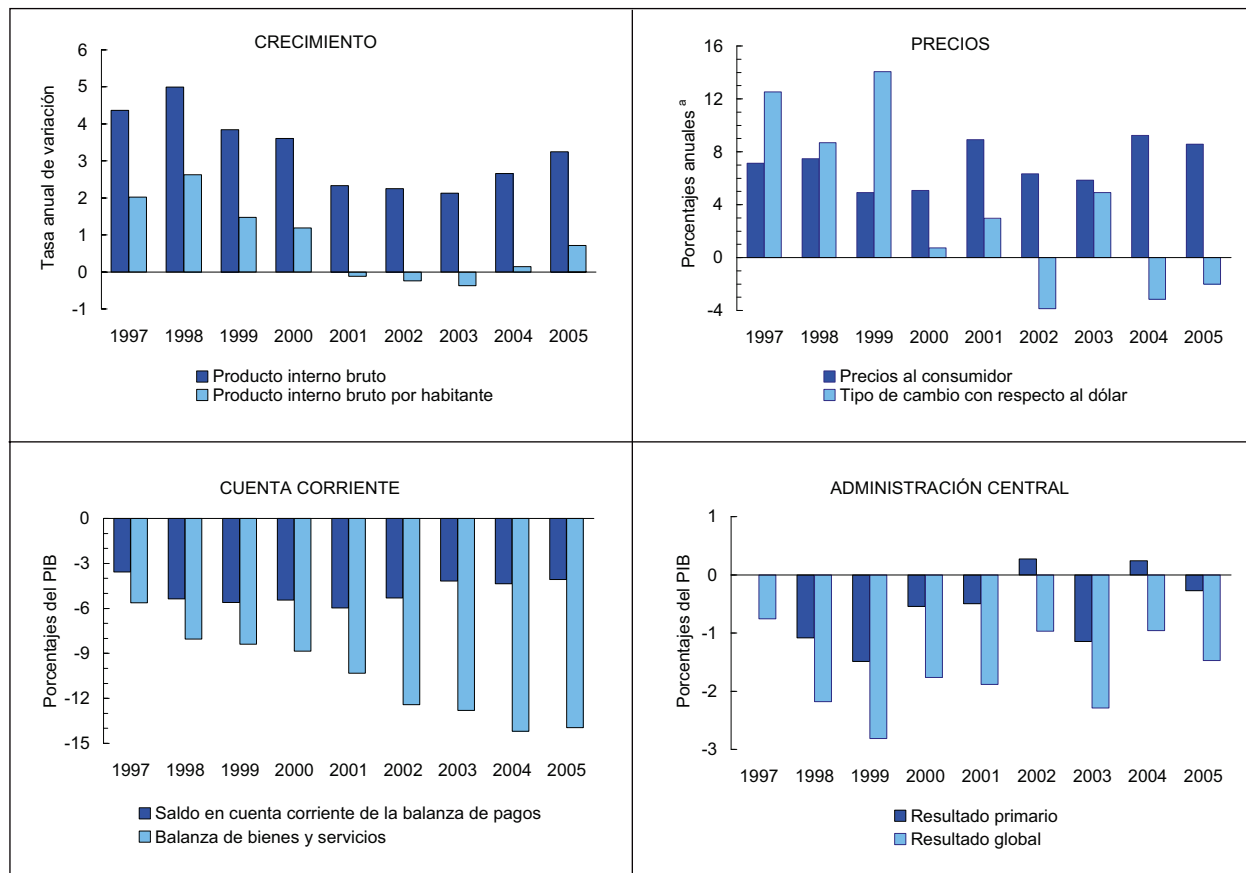 CRECIMIENTO
Tasa anual de variación
6
5
4
3
2
1
0
-1
1997 1998 1999 2000 2001 2002 2003 2004 2005
Producto interno bruto
Producto interno bruto por habitante
PRECIOS
Porcentajes anuales a
16
12
8
4
0
-4
1997 1998 1999 2000 2001 2002 2003 2004 2005
Precios al consumidor
Tipo de cambio con respecto al dólar
CUENTA CORRIENTE
Porcentajes del PIB
0
-3
-6
-9
-12
-15
1997 1998 1999 2000 2001 2002 2003 2004 2005
Saldo en cuenta corriente de la balanza de pagos
Balanza de bienes y servicios
ADMINISTRACIÓN CENTRAL
Porcentajes del PIB
1
0
-1
-2
-3
1997 1998 1999 2000 2001 2002 2003 2004 2005
Resultado primario
Resultado global